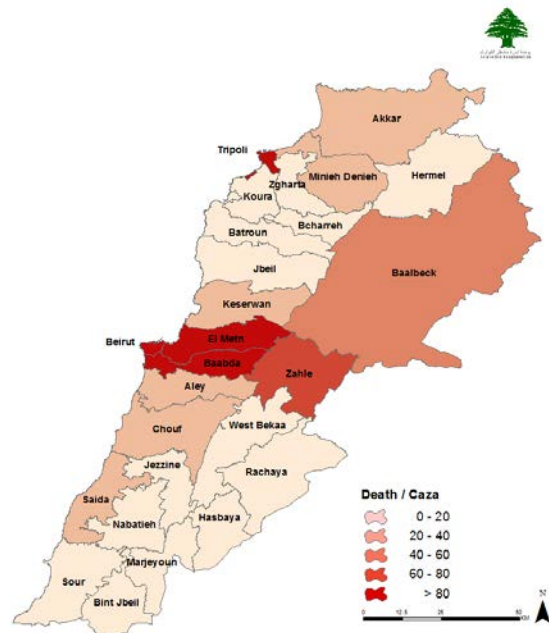 Akkar
Tripoli
Minieh Denieh
Hermel
Zgharta
Koura
Bcharreh
Batroun
Jbeil
Baalbeck
Keserwan
El Metn
Beirut
Baabda
Zahle
Aley
West Bekaa
Chouf
Jezzine
Rachaya
Saida
Hasbaya
Nabatieh
Marjeyoun
Sour
Bint Jbeil
Death / Caza
0 - 20
20 - 40
40 - 60
60 - 80
> 80
N
KM